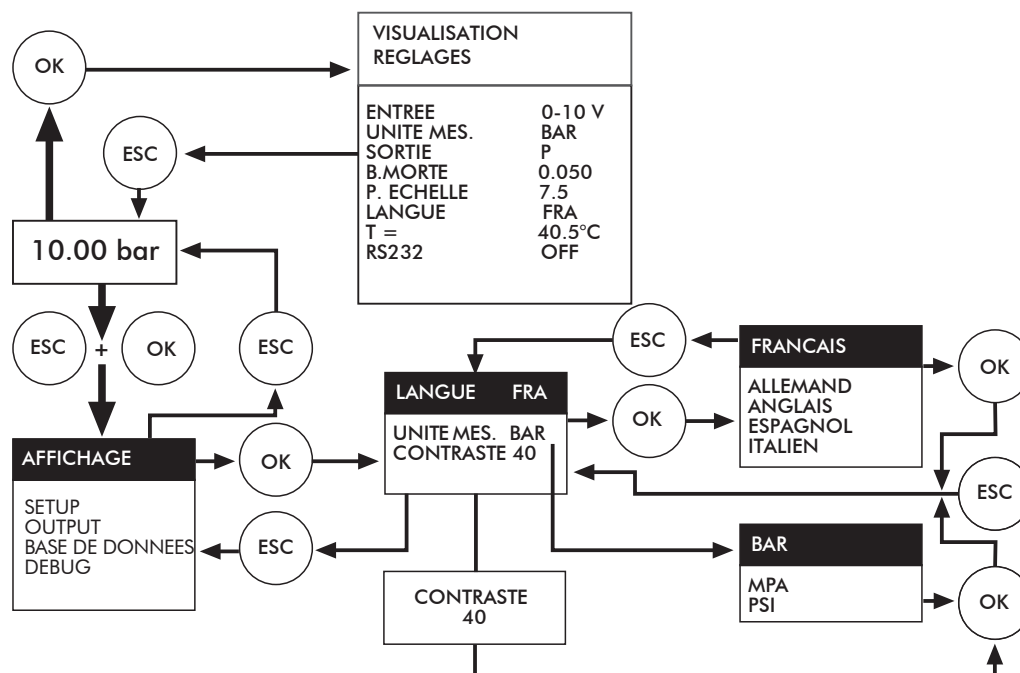 OK
VISUALISATION
REGLAGES
ENTREE 0-10 V
UNITE MES. BAR
SORTIE P
B.MORTE 0.050
P. ECHELLE 7.5
LANGUE FRA
T = 40.5°C
RS232 OFF
ESC
10.00 bar
ESC + OK
ESC
AFFICHAGE
SETUP
OUTPUT
BASE DE DONNEES
DEBUG
OK
ESC
LANGUE FRA
UNITE MES. BAR
CONTRASTE 40
ESC
OK
FRANCAIS
ALLEMAND
ANGLAIS
ESPAGNOL
ITALIEN
OK
ESC
BAR
MPA
PSI
OK
CONTRASTE
40